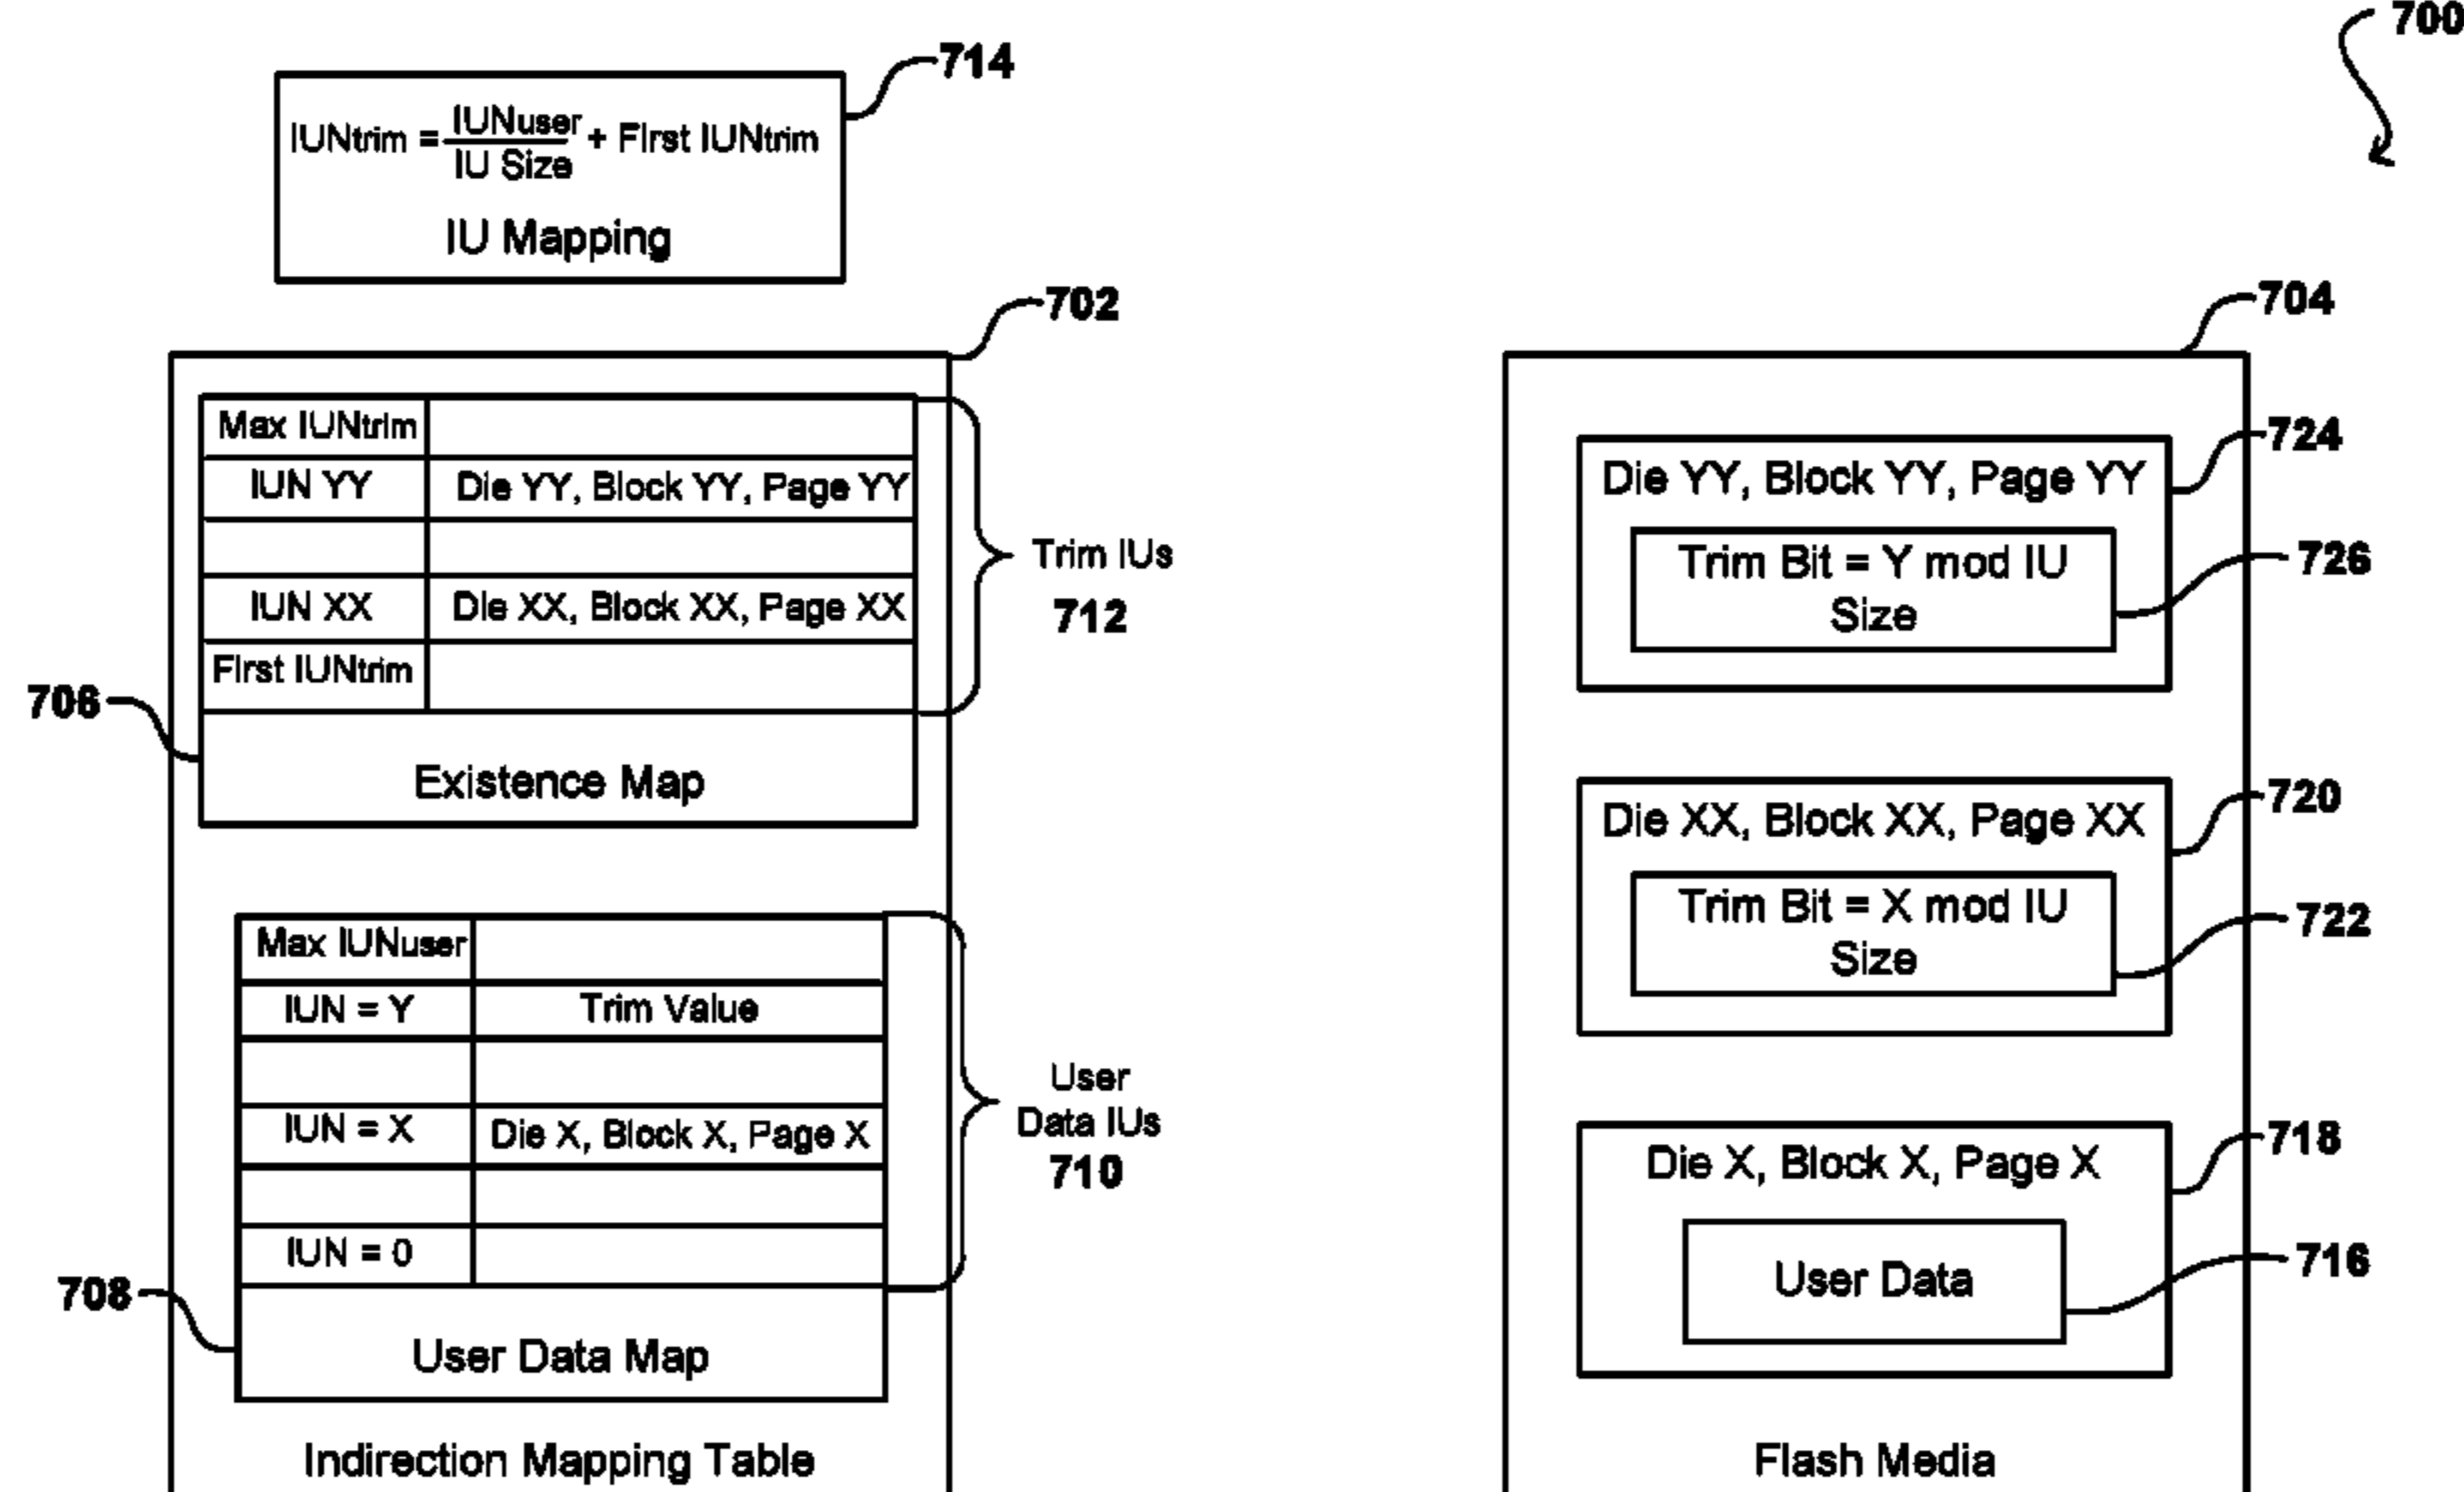 700
714
IUNtrim = IUNuser / IU Size + First IUNtrim
IU Mapping
702
Max IUNtrim
IUN YY Die YY, Block YY, Page YY
IUN XX Die XX, Block XX, Page XX
First IUNtrim
Trim IUs
712
706
Existence Map
Max IUNuser
IUN = Y Trim Value
IUN = X Die X, Block X, Page X
IUN = 0
User
Data IUs
710
708
User Data Map
Indirection Mapping Table
704
724
Die YY, Block YY, Page YY
Trim Bit = Y mod IU
Size
726
720
Die XX, Block XX, Page XX
Trim Bit = X mod IU
Size
722
718
Die X, Block X, Page X
User Data
716
Flash Media